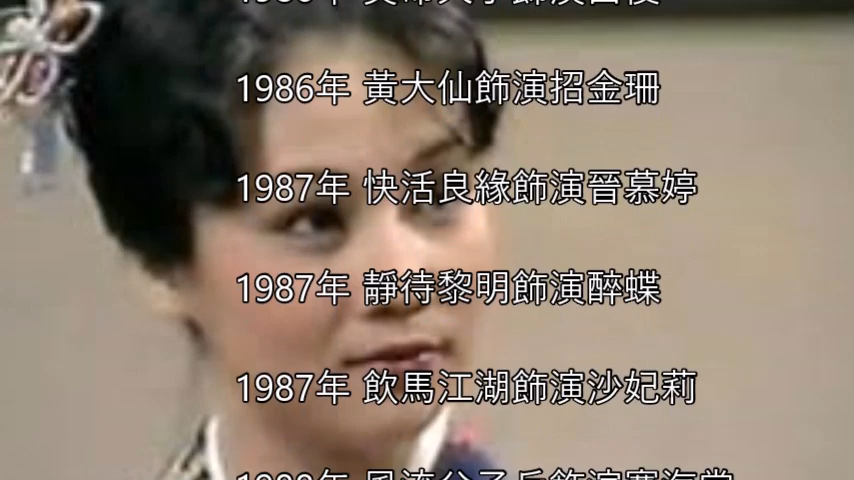 1986年 黃大仙飾演招金珊
1987年 快活良緣飾演晉慕婷
1987年 靜待黎明飾演醉蝶
1987年 飲馬江湖飾演沙妃莉